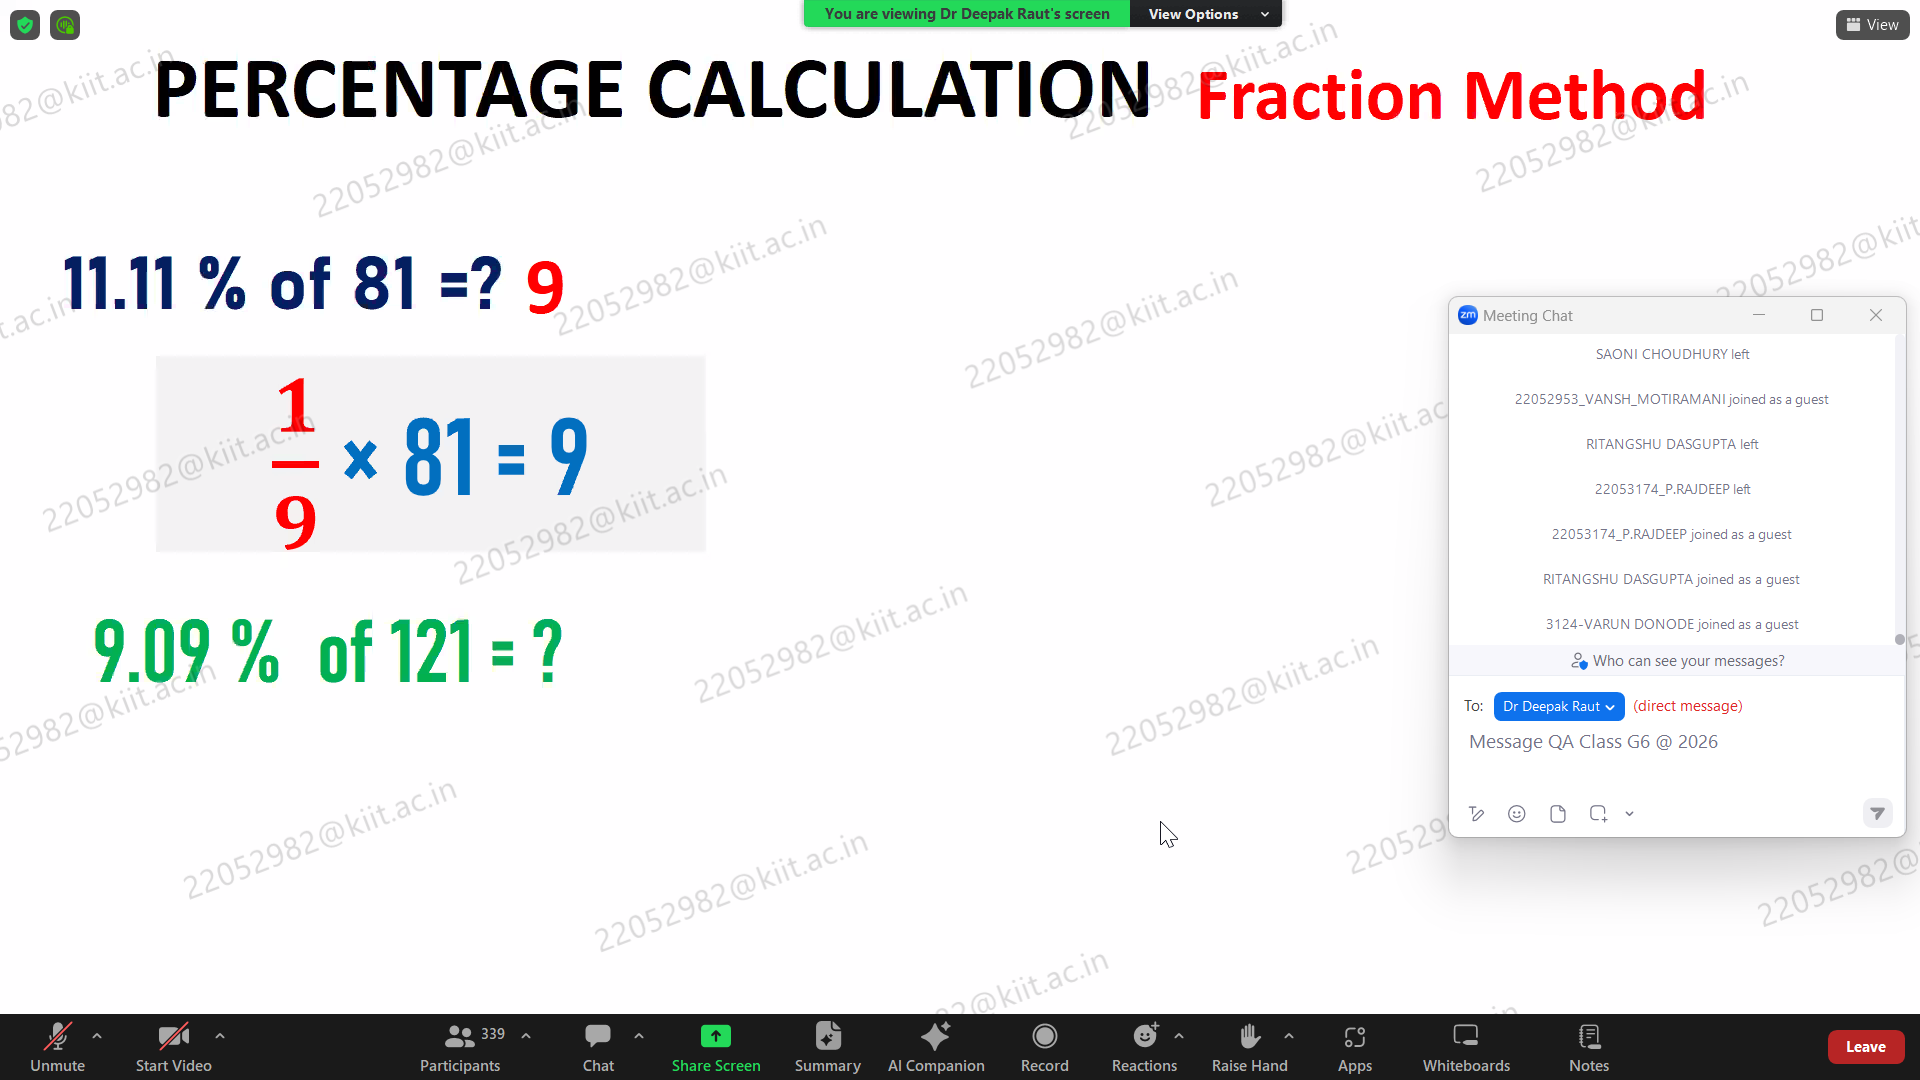 You are viewing Dr Deepak Raut's screen
View Options
View
PERCENTAGE CALCULATION Fraction Method
11.11 % of 81 =? 9
1
9
× 81 = 9
9.09 % of 121 = ?
22052982@kiit.ac.in
Meeting Chat
SAONI CHOUDHURY left
22052953_VANSH_MOTIRAMANI joined as a guest
RITANGSHU DASGUPTA left
22053174_P.RAJDEEP left
22053174_P.RAJDEEP joined as a guest
RITANGSHU DASGUPTA joined as a guest
3124-VARUN DONODE joined as a guest
Who can see your messages?
To: Dr Deepak Raut (direct message)
Message QA Class G6 @ 2026
Unmute
Start Video
339
Participants
Chat
Share Screen
Summary
AI Companion
Record
Reactions
Raise Hand
Apps
Whiteboards
Notes
Leave